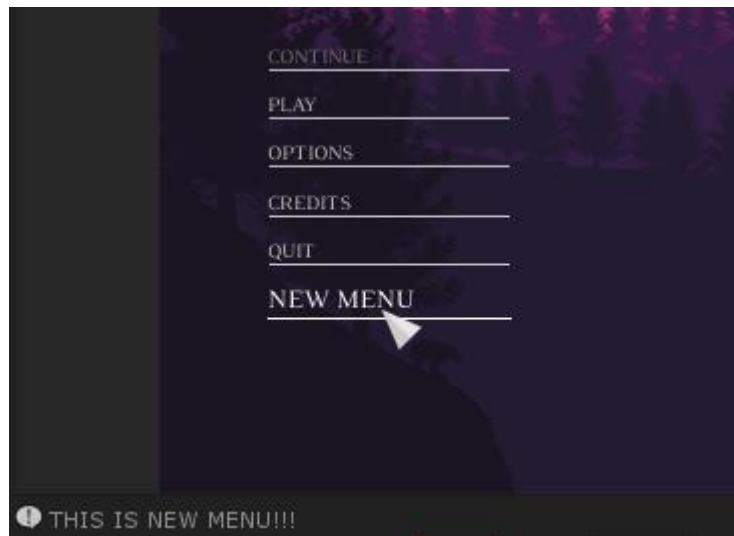 CONTINUE
PLAY
OPTIONS
CREDITS
QUIT
NEW MENU
THIS IS NEW MENU!!!